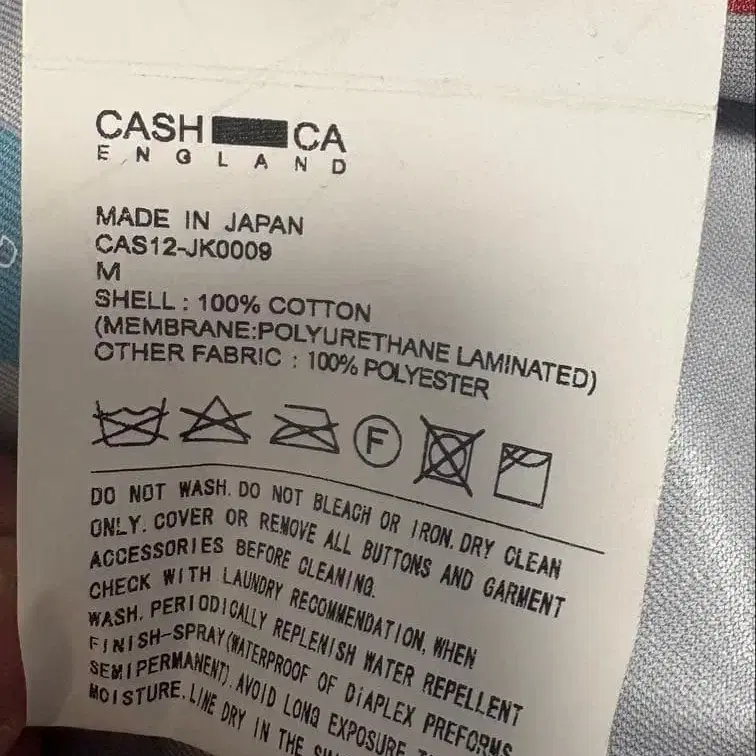 CASH CA
ENGLAND
MADE IN JAPAN
CAS12-JK0009
M
SHELL : 100% COTTON
(MEMBRANE:POLYURETHANE LAMINATED)
OTHER FABRIC : 100% POLYESTER
F
DO NOT WASH. DO NOT BLEACH OR IRON. DRY CLEAN
ONLY. COVER OR REMOVE ALL BUTTONS AND GARMENT
ACCESSORIES BEFORE CLEANING.
CHECK WITH LAUNDRY RECOMMENDATION, WHEN
WASH. PERIODICALLY REPLENISH WATER REPELLENT
FINISH-SPRAY(WATERPROOF OF DiAPLEX PREFORMS
SEMIPERMANENT). AVOID LONG EXPOSURE
MOISTURE. LINE DRY IN THE